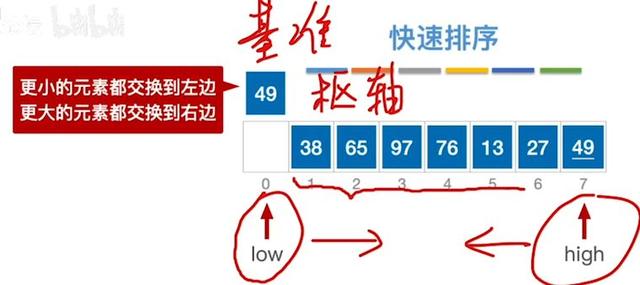 bilibili
基准
快速排序
更小的元素都交换到左边
更大的元素都交换到右边
49
枢轴
38 65 97 76 13 27 49
0 1 2 3 4 5 6 7
low
high